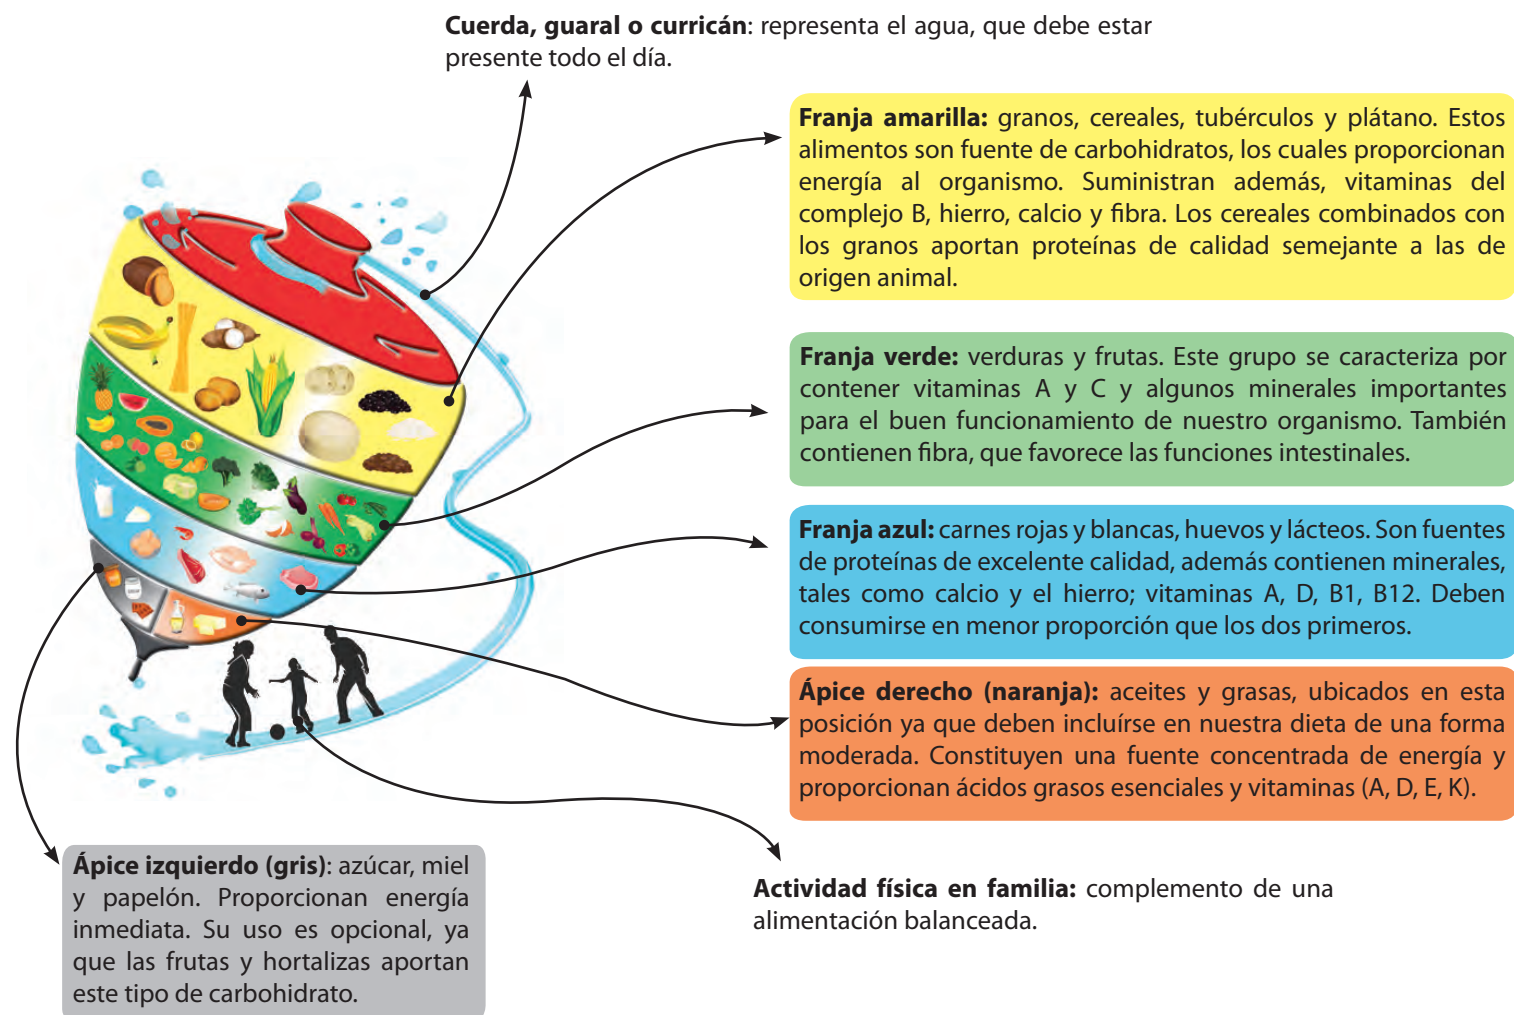 Cuerda, guaral o curricán: representa el agua, que debe estar
presente todo el día.
Franja amarilla: granos, cereales, tubérculos y plátano. Estos
alimentos son fuente de carbohidratos, los cuales proporcionan
energía al organismo. Suministran además, vitaminas del
complejo B, hierro, calcio y fibra. Los cereales combinados con
los granos aportan proteínas de calidad semejante a las de
origen animal.
Franja verde: verduras y frutas. Este grupo se caracteriza por
contener vitaminas A y C y algunos minerales importantes
para el buen funcionamiento de nuestro organismo. También
contienen fibra, que favorece las funciones intestinales.
Franja azul: carnes rojas y blancas, huevos y lácteos. Son fuentes
de proteínas de excelente calidad, además contienen minerales,
tales como calcio y el hierro; vitaminas A, D, B1, B12. Deben
consumirse en menor proporción que los dos primeros.
Ápice derecho (naranja): aceites y grasas, ubicados en esta
posición ya que deben incluírse en nuestra dieta de una forma
moderada. Constituyen una fuente concentrada de energía y
proporcionan ácidos grasos esenciales y vitaminas (A, D, E, K).
Ápice izquierdo (gris): azúcar, miel
y papelón. Proporcionan energía
inmediata. Su uso es opcional, ya
que las frutas y hortalizas aportan
este tipo de carbohidrato.
Actividad física en familia: complemento de una
alimentación balanceada.